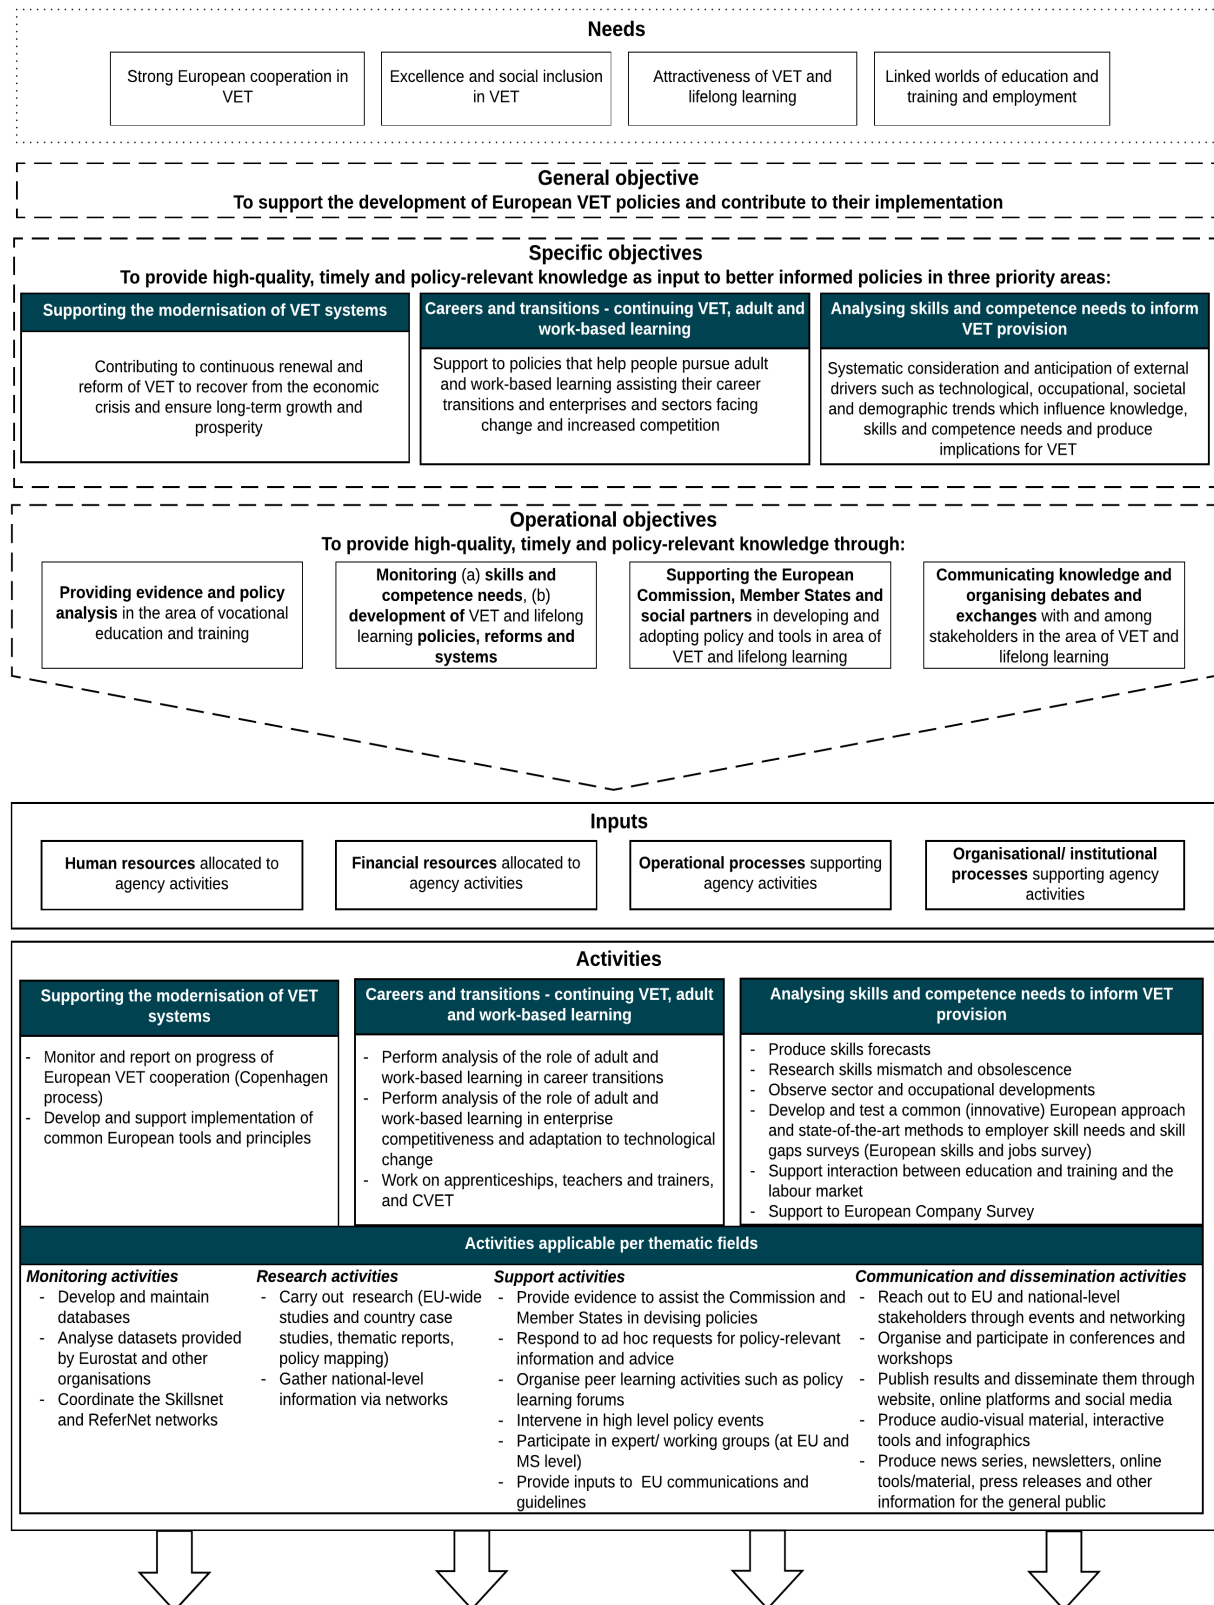 Needs
Strong European cooperation in
VET
Excellence and social inclusion
in VET
Attractiveness of VET and
lifelong learning
Linked worlds of education and
training and employment
General objective
To support the development of European VET policies and contribute to their implementation
Specific objectives
To provide high-quality, timely and policy-relevant knowledge as input to better informed policies in three priority areas:
Supporting the modernisation of VET systems
Contributing to continuous renewal and
reform of VET to recover from the economic
crisis and ensure long-term growth and
prosperity
Careers and transitions - continuing VET, adult and
work-based learning
Support to policies that help people pursue adult
and work-based learning assisting their career
transitions and enterprises and sectors facing
change and increased competition
Analysing skills and competence needs to inform
VET provision
Systematic consideration and anticipation of external
drivers such as technological, occupational, societal
and demographic trends which influence knowledge,
skills and competence needs and produce
implications for VET
Operational objectives
To provide high-quality, timely and policy-relevant knowledge through:
Providing evidence and policy
analysis in the area of vocational
education and training
Monitoring (a) skills and
competence needs, (b)
development of VET and lifelong
learning policies, reforms and
systems
Supporting the European
Commission, Member States and
social partners in developing and
adopting policy and tools in area of
VET and lifelong learning
Communicating knowledge and
organising debates and
exchanges with and among
stakeholders in the area of VET and
lifelong learning
Inputs
Human resources allocated to
agency activities
Financial resources allocated to
agency activities
Operational processes supporting
agency activities
Organisational/ institutional
processes supporting agency
activities
Activities
Supporting the modernisation of VET
systems
- Monitor and report on progress of
European VET cooperation (Copenhagen
process)
- Develop and support implementation of
common European tools and principles
Careers and transitions - continuing VET, adult
and work-based learning
- Perform analysis of the role of adult and
work-based learning in career transitions
- Perform analysis of the role of adult and
work-based learning in enterprise
competitiveness and adaptation to technological
change
- Work on apprenticeships, teachers and trainers,
and CVET
Analysing skills and competence needs to inform VET
provision
- Produce skills forecasts
- Research skills mismatch and obsolescence
- Observe sector and occupational developments
- Develop and test a common (innovative) European approach
and state-of-the-art methods to employer skill needs and skill
gaps surveys (European skills and jobs survey)
- Support interaction between education and training and the
labour market
- Support to European Company Survey
Activities applicable per thematic fields
Monitoring activities
- Develop and maintain
databases
- Analyse datasets provided
by Eurostat and other
organisations
- Coordinate the Skillsnet
and ReferNet networks
Research activities
- Carry out research (EU-wide
studies and country case
studies, thematic reports,
policy mapping)
- Gather national-level
information via networks
Support activities
- Provide evidence to assist the Commission and
Member States in devising policies
- Respond to ad hoc requests for policy-relevant
information and advice
- Organise peer learning activities such as policy
learning forums
- Intervene in high level policy events
- Participate in expert/ working groups (at EU and
MS level)
- Provide inputs to EU communications and
guidelines
Communication and dissemination activities
- Reach out to EU and national-level
stakeholders through events and networking
- Organise and participate in conferences and
workshops
- Publish results and disseminate them through
website, online platforms and social media
- Produce audio-visual material, interactive
tools and infographics
- Produce news series, newsletters, online
tools/material, press releases and other
information for the general public